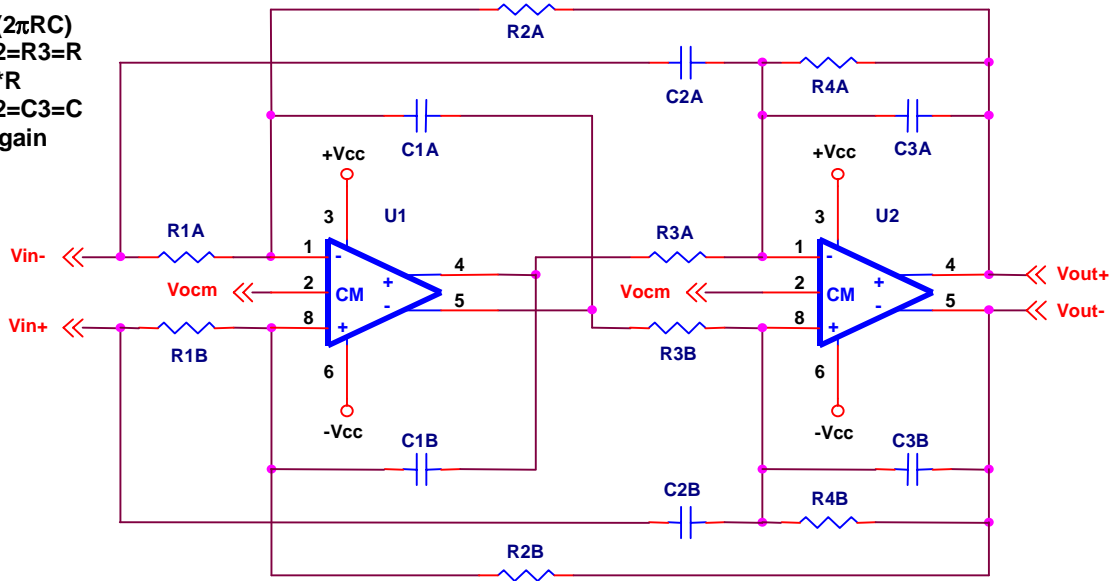 (2πRC)
2=R3=R
*R
2=C3=C
gain
R2A
C2A
R4A
C1A
C3A
+Vcc
+Vcc
3
U1
3
U2
R1A
R3A
Vin-
1
-
4
1
-
4
Vout+
Vocm
2
CM
+
-
Vocm
2
CM
+
-
Vin+
8
+
5
8
+
5
Vout-
R1B
R3B
6
6
-Vcc
-Vcc
C1B
C3B
C2B
R4B
R2B